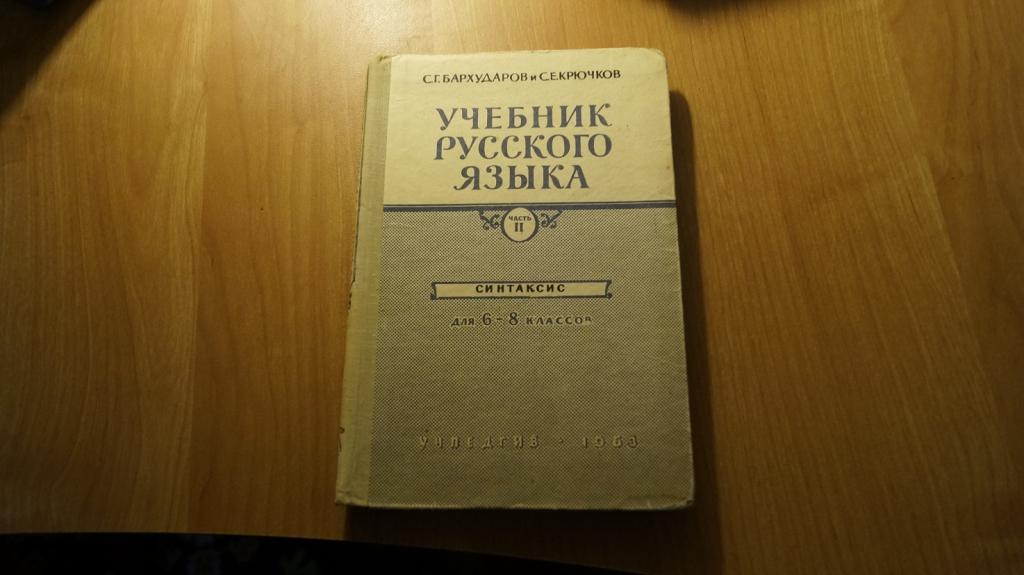 С.Г.БАРХУДАРОВ и С.Е.КРЮЧКОВ
УЧЕБНИК
РУССКОГО
ЯЗЫКА
ЧАСТЬ
II
СИНТАКСИС
ДЛЯ 6-8 КЛАССОВ
УЧПЕДГИЗ · 1963